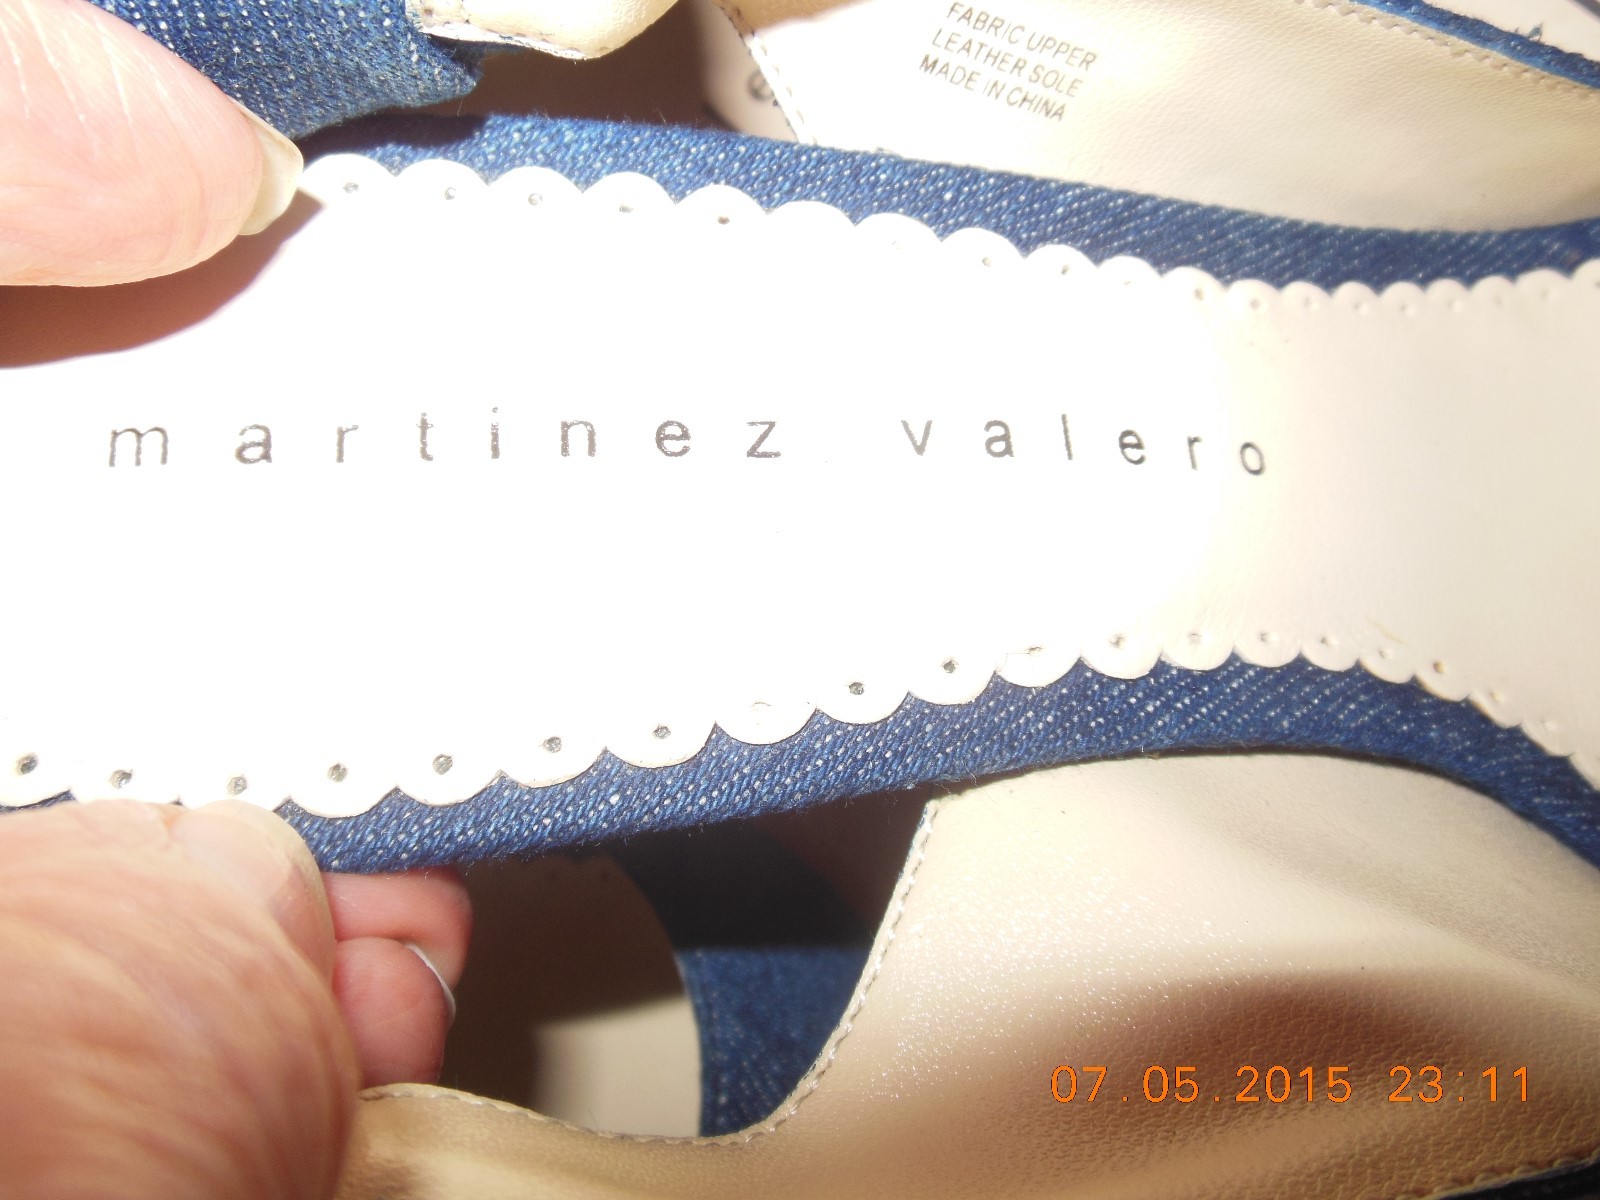 FABRIC UPPER
LEATHER SOLE
MADE IN CHINA
martinez valero
07.05.2015 23:11